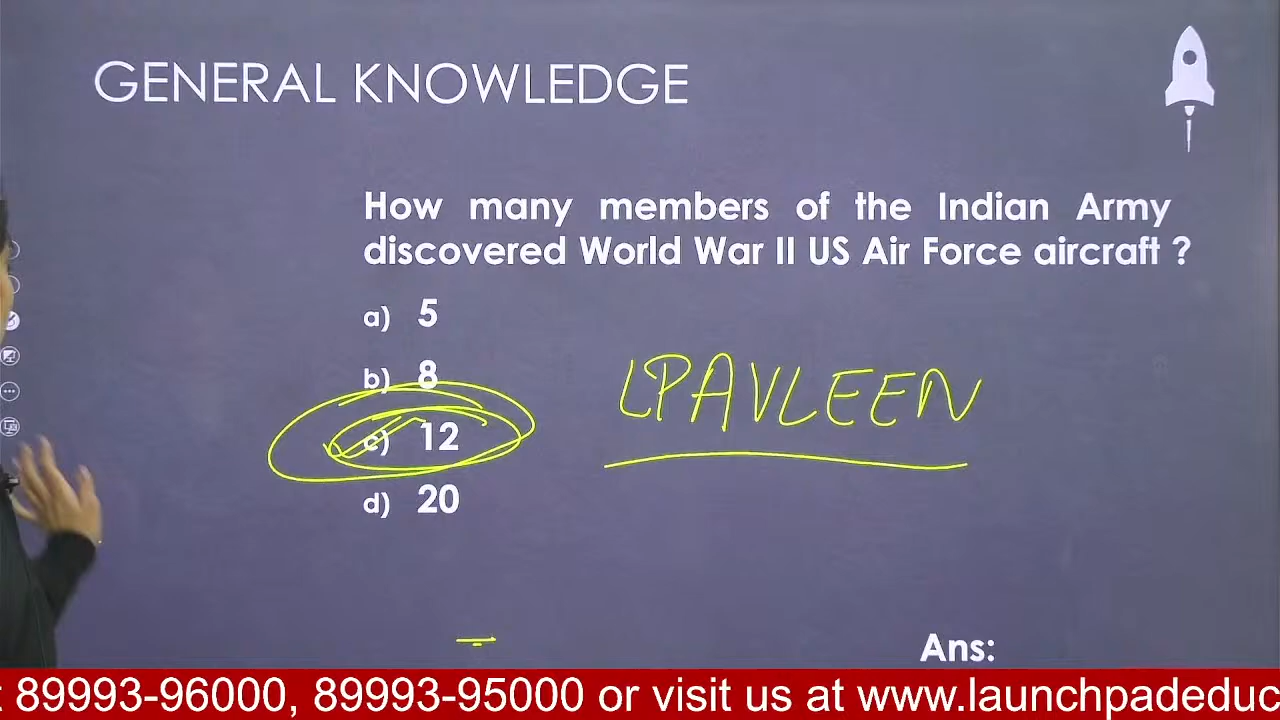 GENERAL KNOWLEDGE
How many members of the Indian Army
discovered World War II US Air Force aircraft ?
a) 5
b) 8
c) 12
d) 20
LPAVLEEN
Ans:
89993-96000, 89993-95000 or visit us at www.launchpadeduc